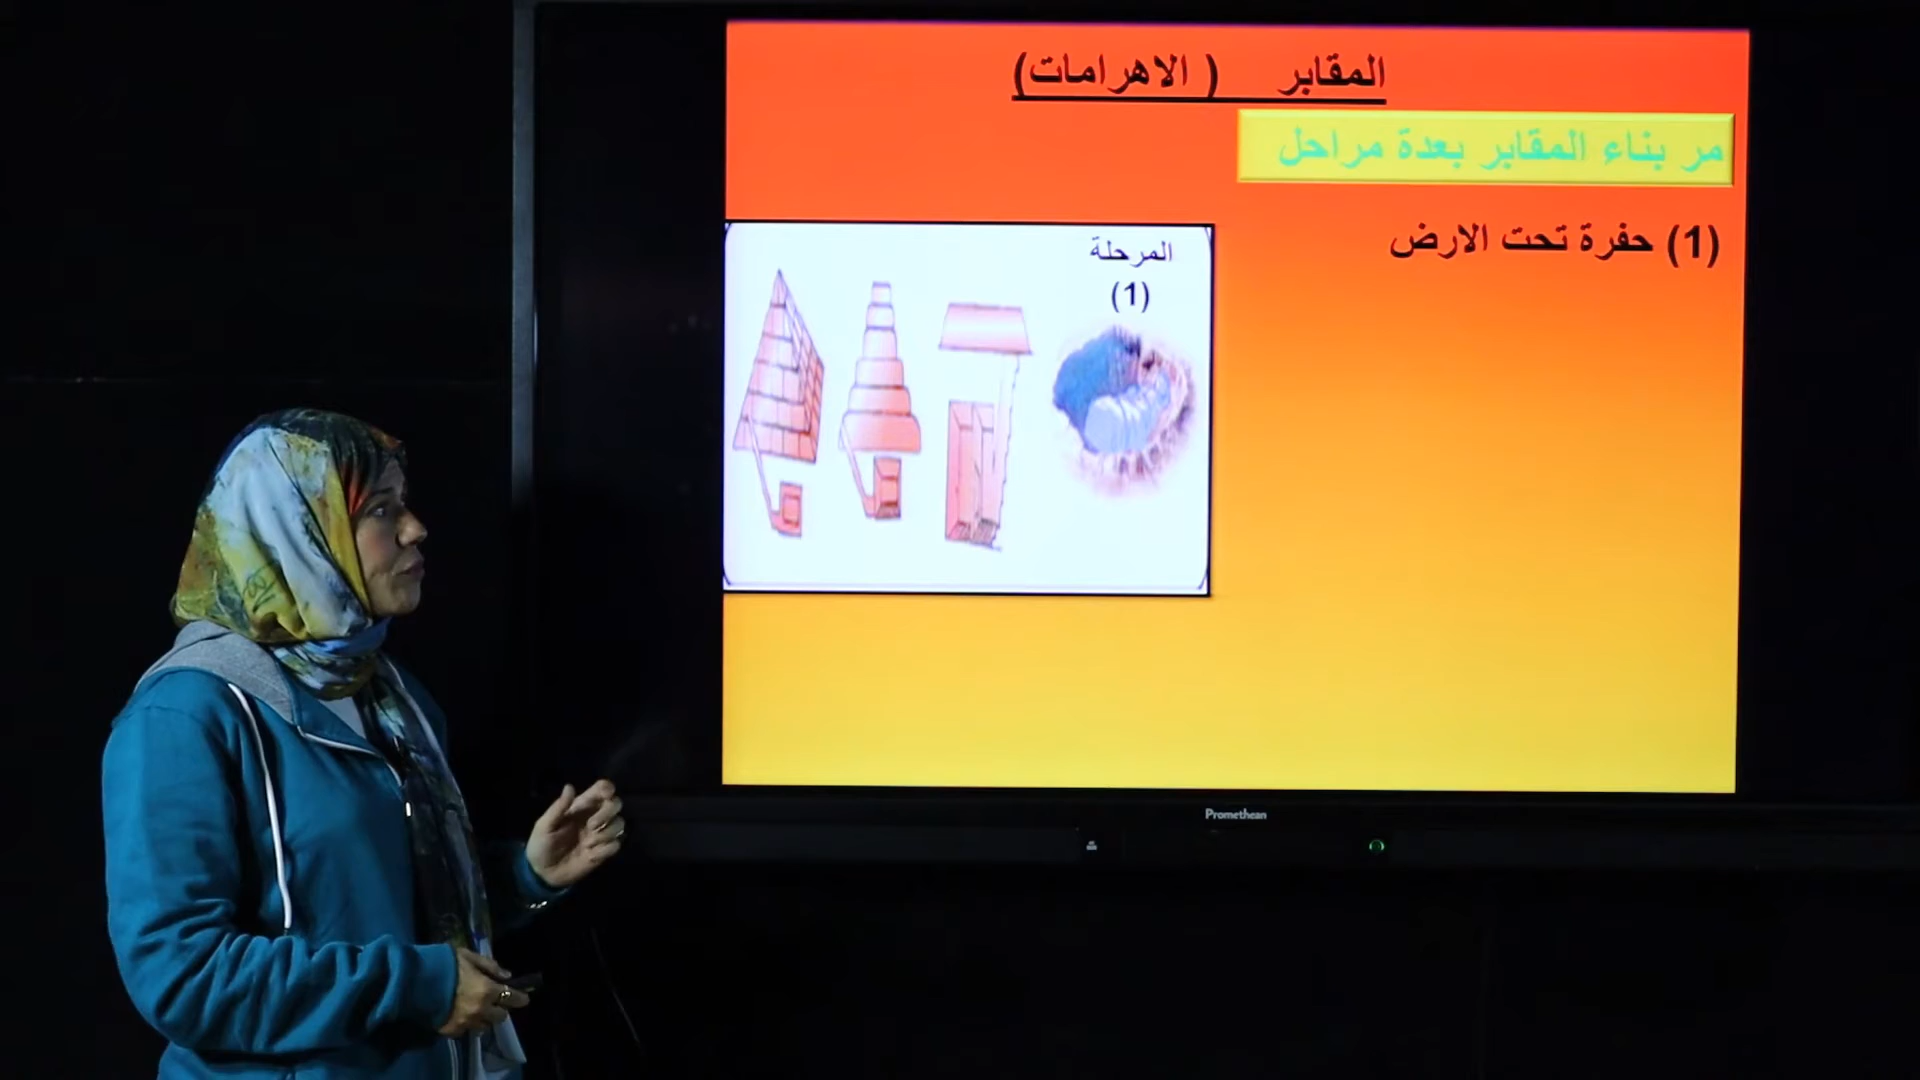 المقابر ( الاهرامات)
مر بناء المقابر بعدة مراحل
(1) حفرة تحت الارض
المرحلة
(1)
Promethean